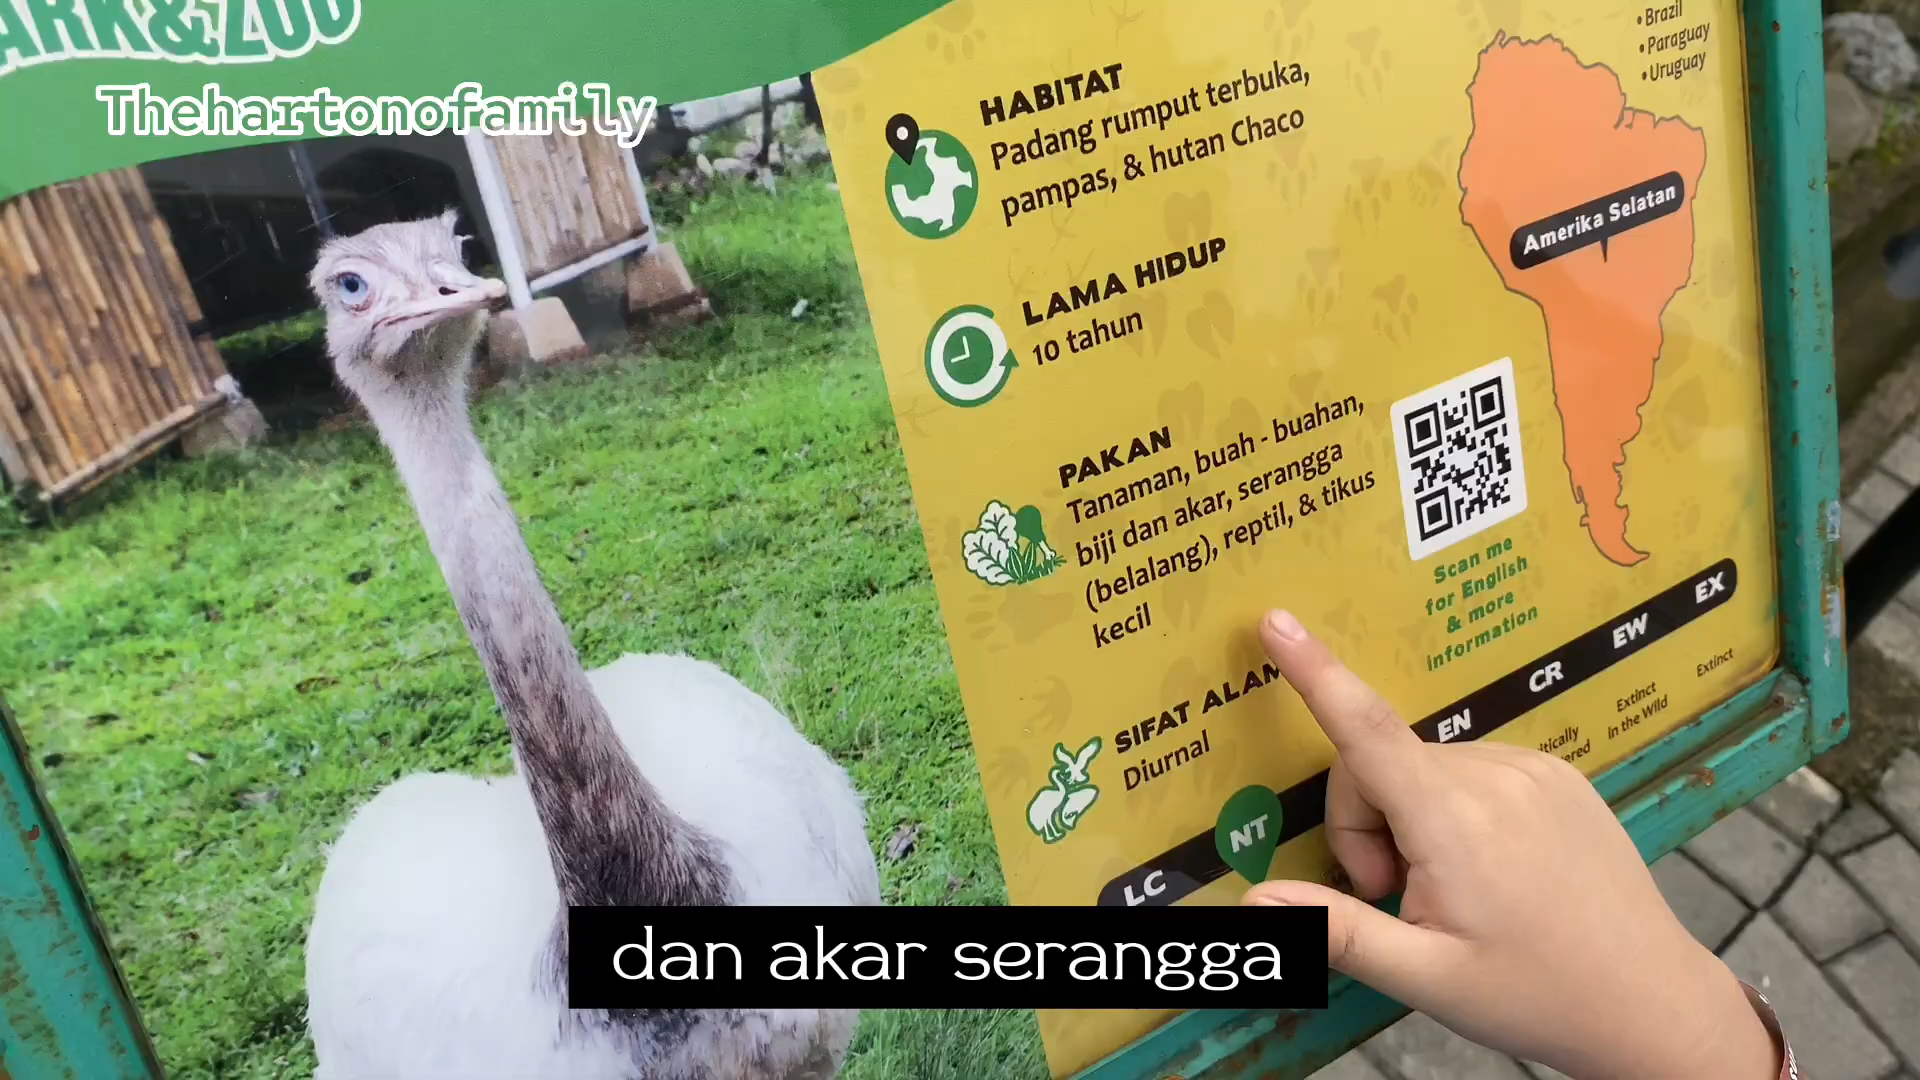 ARK&ZOO
Thehartonofamily
HABITAT
Padang rumput terbuka,
pampas, & hutan Chaco
LAMA HIDUP
10 tahun
PAKAN
Tanaman, buah - buahan,
biji dan akar, serangga
(belalang), reptil, & tikus
kecil
SIFAT ALAM
Diurnal
• Brazil
• Paraguay
• Uruguay
Amerika Selatan
Scan me
for English
& more
information
LC
NT
EN
CR
EW
EX
Extinct
In the Wild
Extinct
dan akar serangga